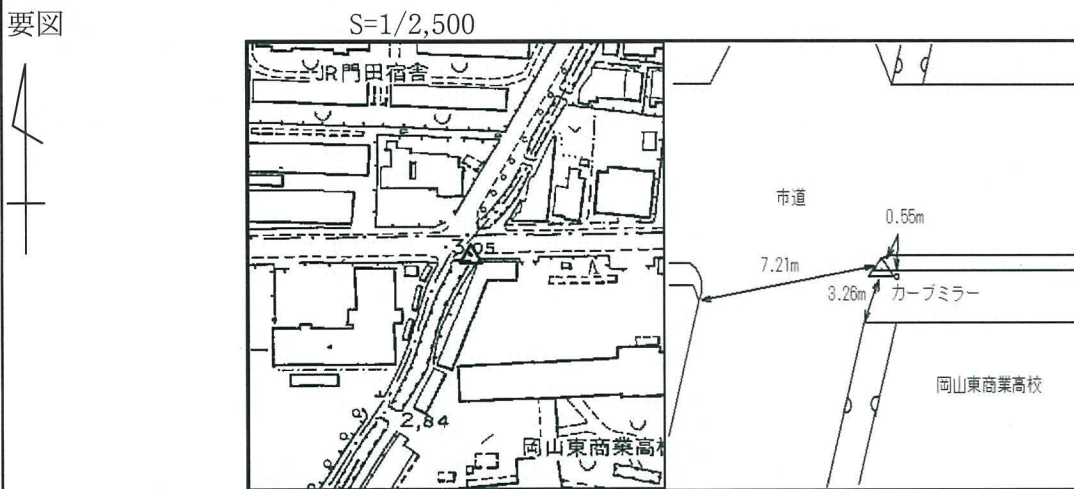 要図
S=1/2,500
JR門田宿舎
3,05
2,84
岡山東商業高校
市道
0.55m
7.21m
3.26m
カーブミラー
岡山東商業高校